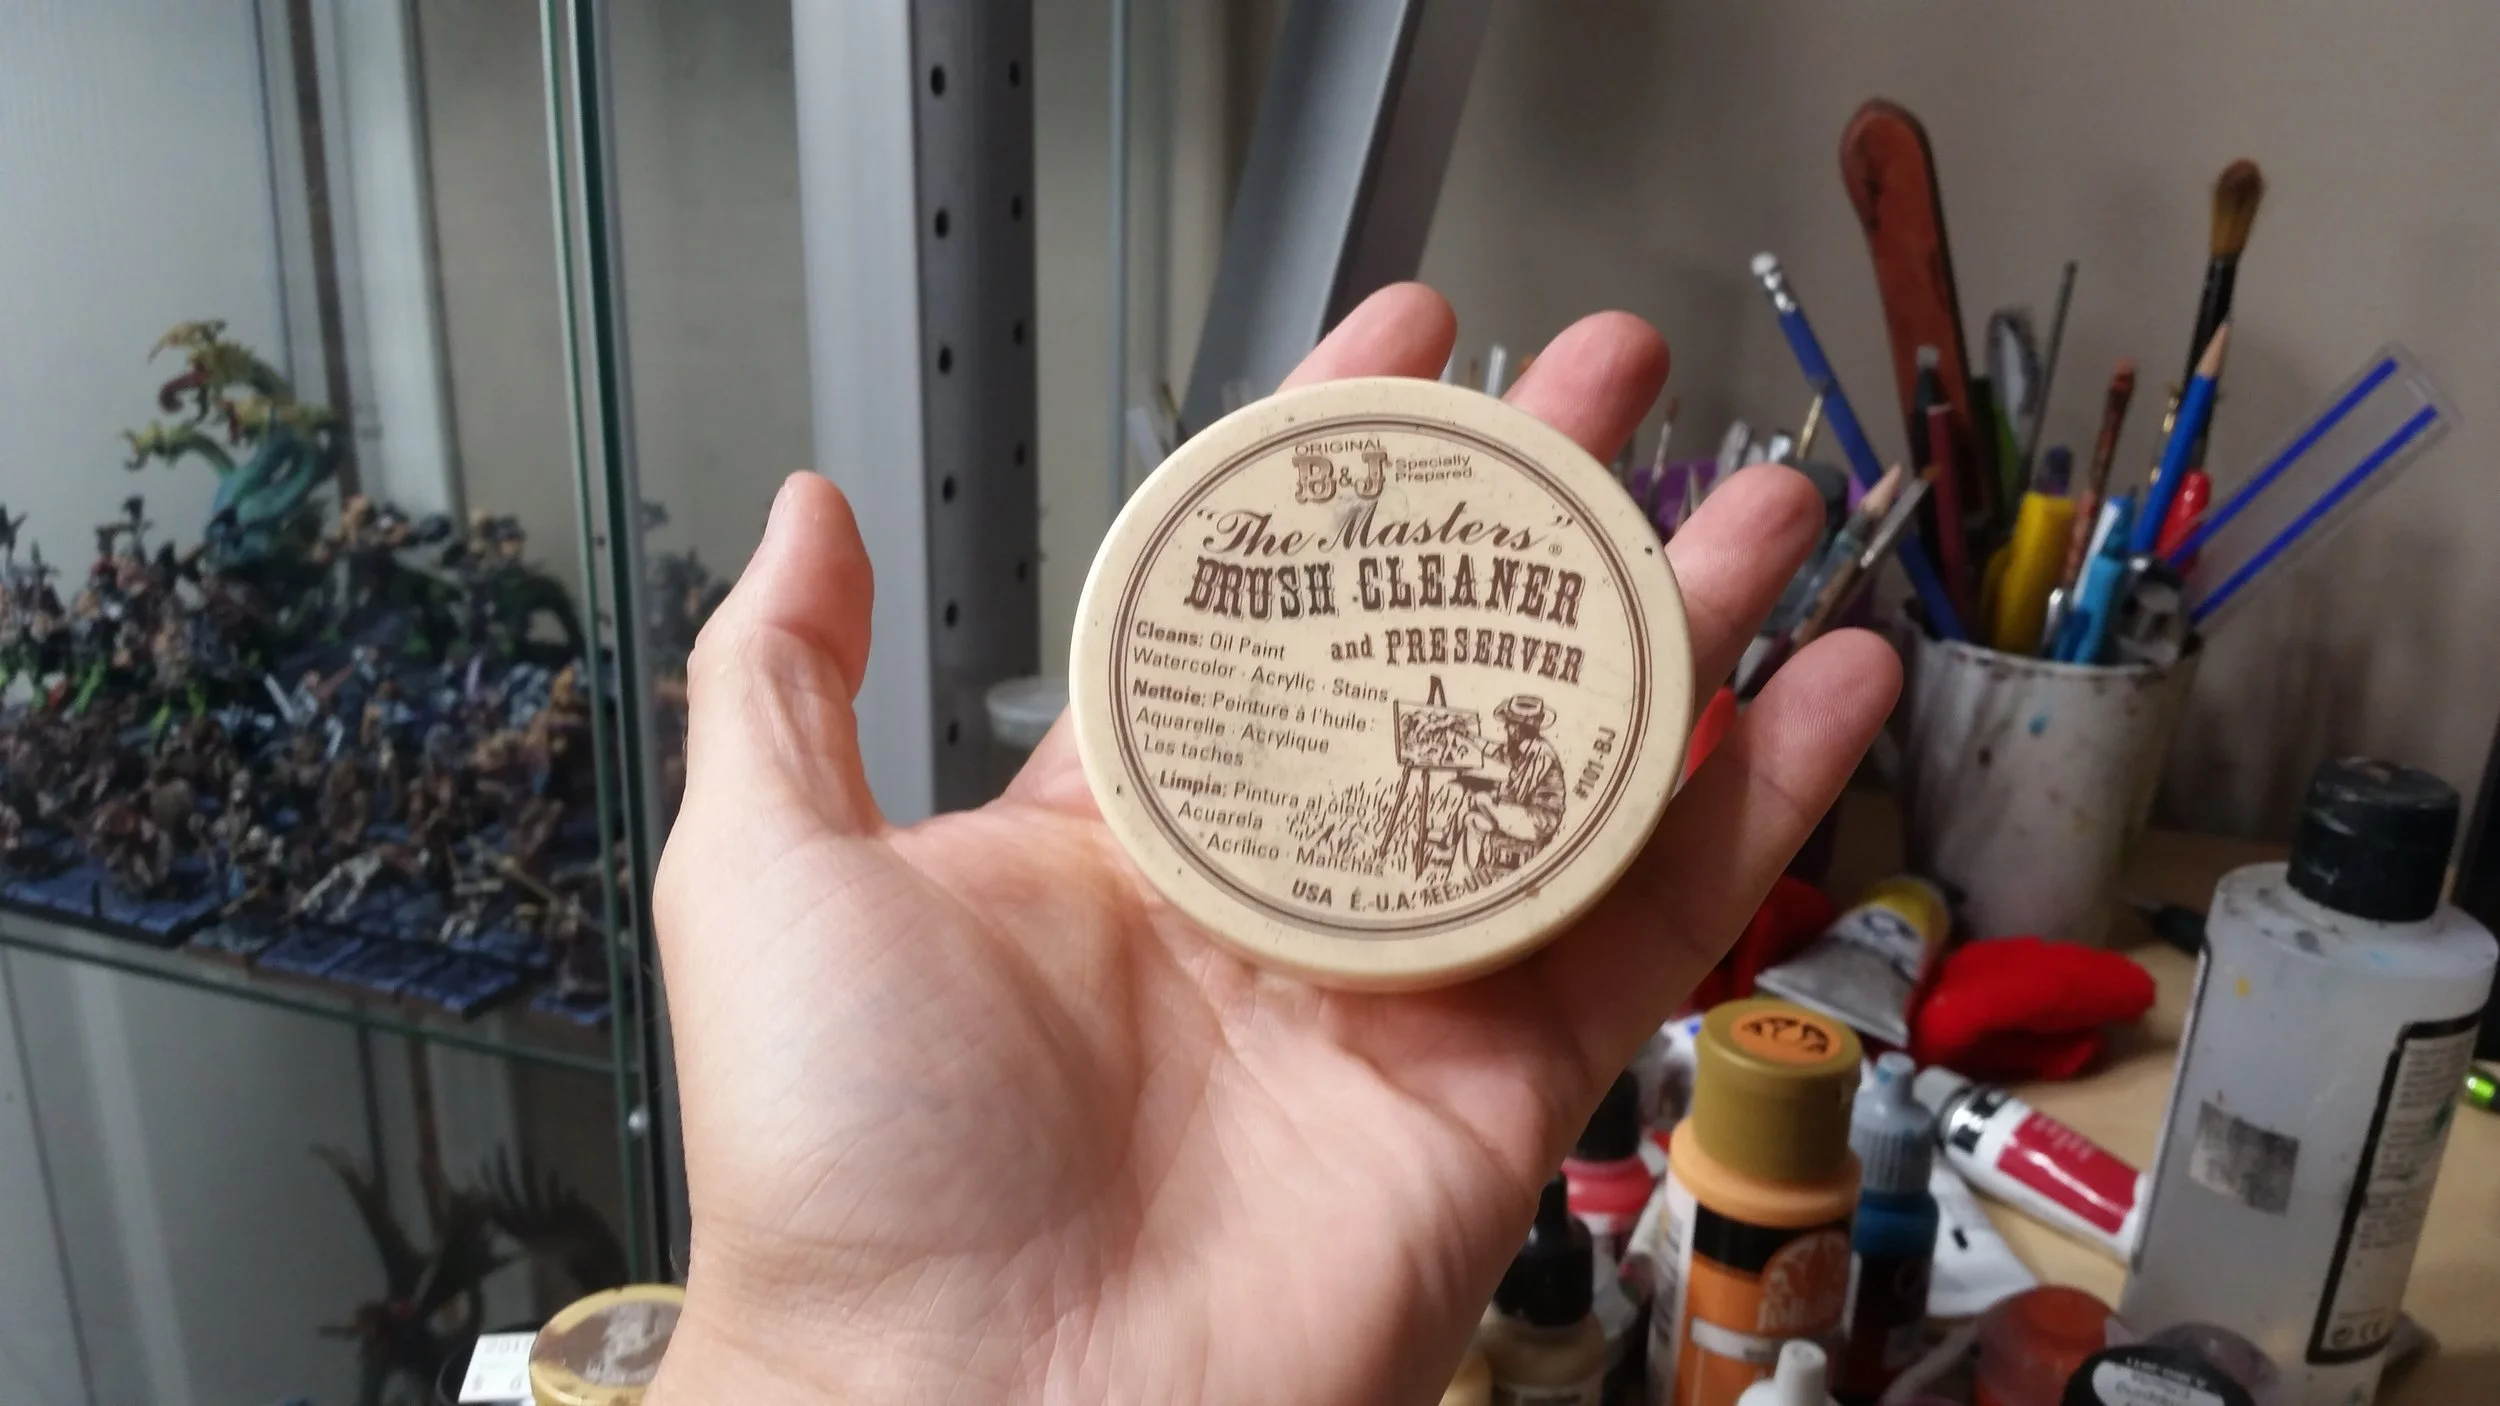 ORIGINAL
B&J Specially
Prepared
"The Masters"®
BRUSH CLEANER
and PRESERVER
Cleans: Oil Paint
Watercolor · Acrylic · Stains
Nettoie: Peinture à l'huile
Aquarelle · Acrylique
Les taches
Limpia: Pintura al óleo
Acuarela
Acrílico · Manchas
USA É.-U.A. EE.UU.
#101-BJ